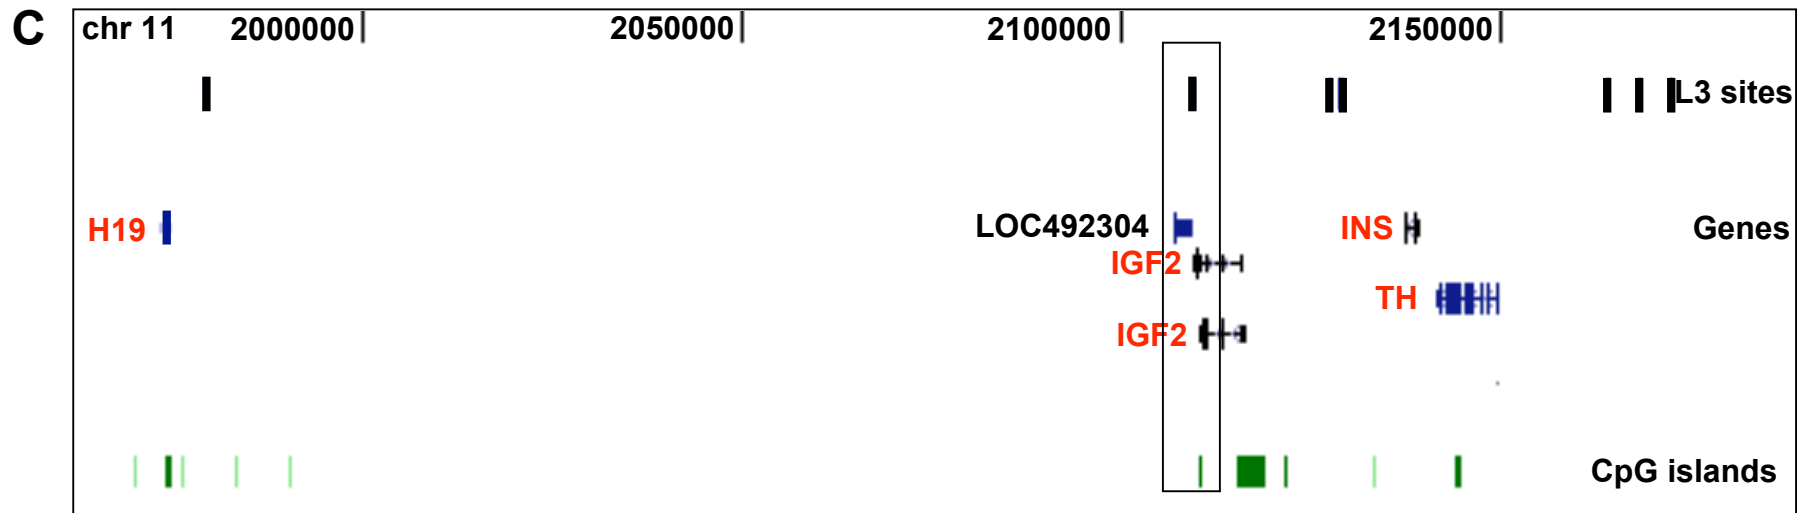 C
chr 11 2000000 2050000 2100000 2150000
L3 sites
H19 LOC492304 INS Genes
IGF2
TH
IGF2
CpG islands